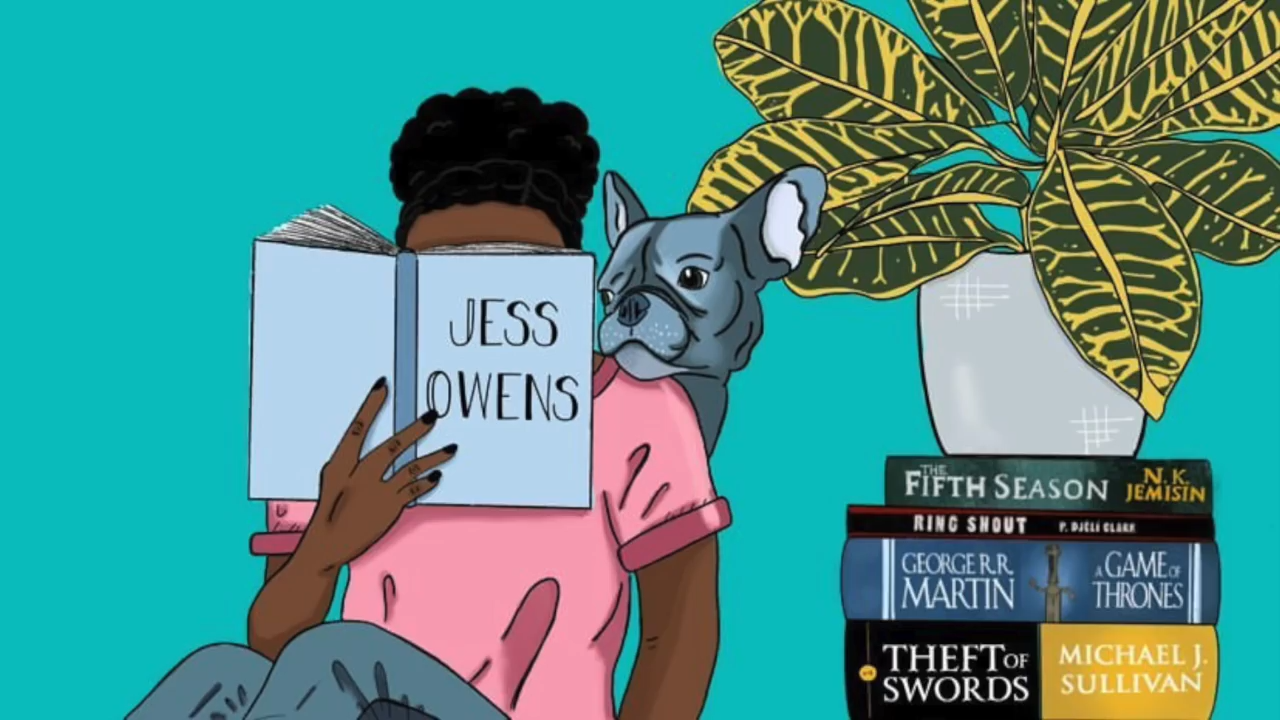 JESS
OWENS
THE
FIFTH SEASON
N. K.
JEMISIN
RING SHOUT P. DJÈLÍ CLARK
GEORGE R.R.
MARTIN
A GAME OF
THRONES
THEFT OF
SWORDS
MICHAEL J.
SULLIVAN